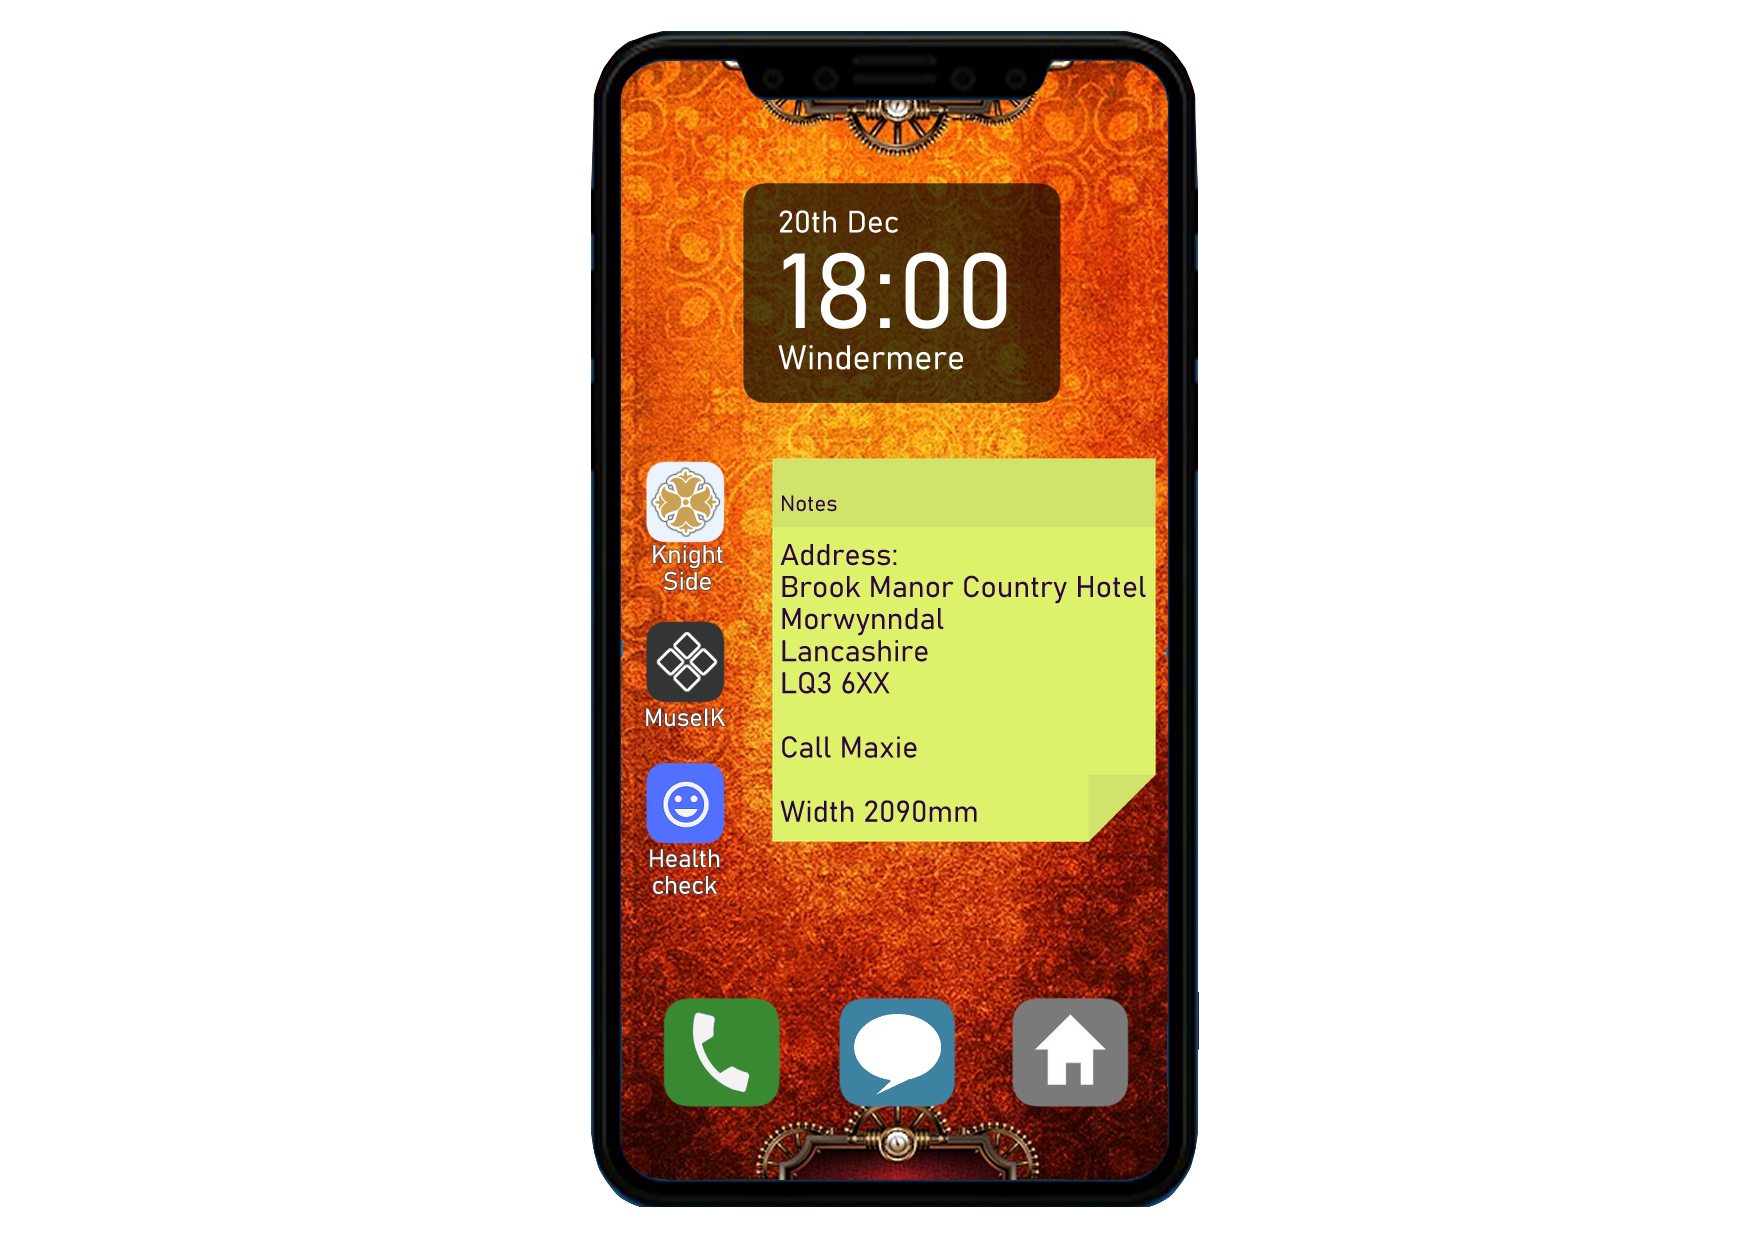 20th Dec
18:00
Windermere
Knight
Side
MuseIK
Health
check
Notes
Address:
Brook Manor Country Hotel
Morwynndal
Lancashire
LQ3 6XX
Call Maxie
Width 2090mm